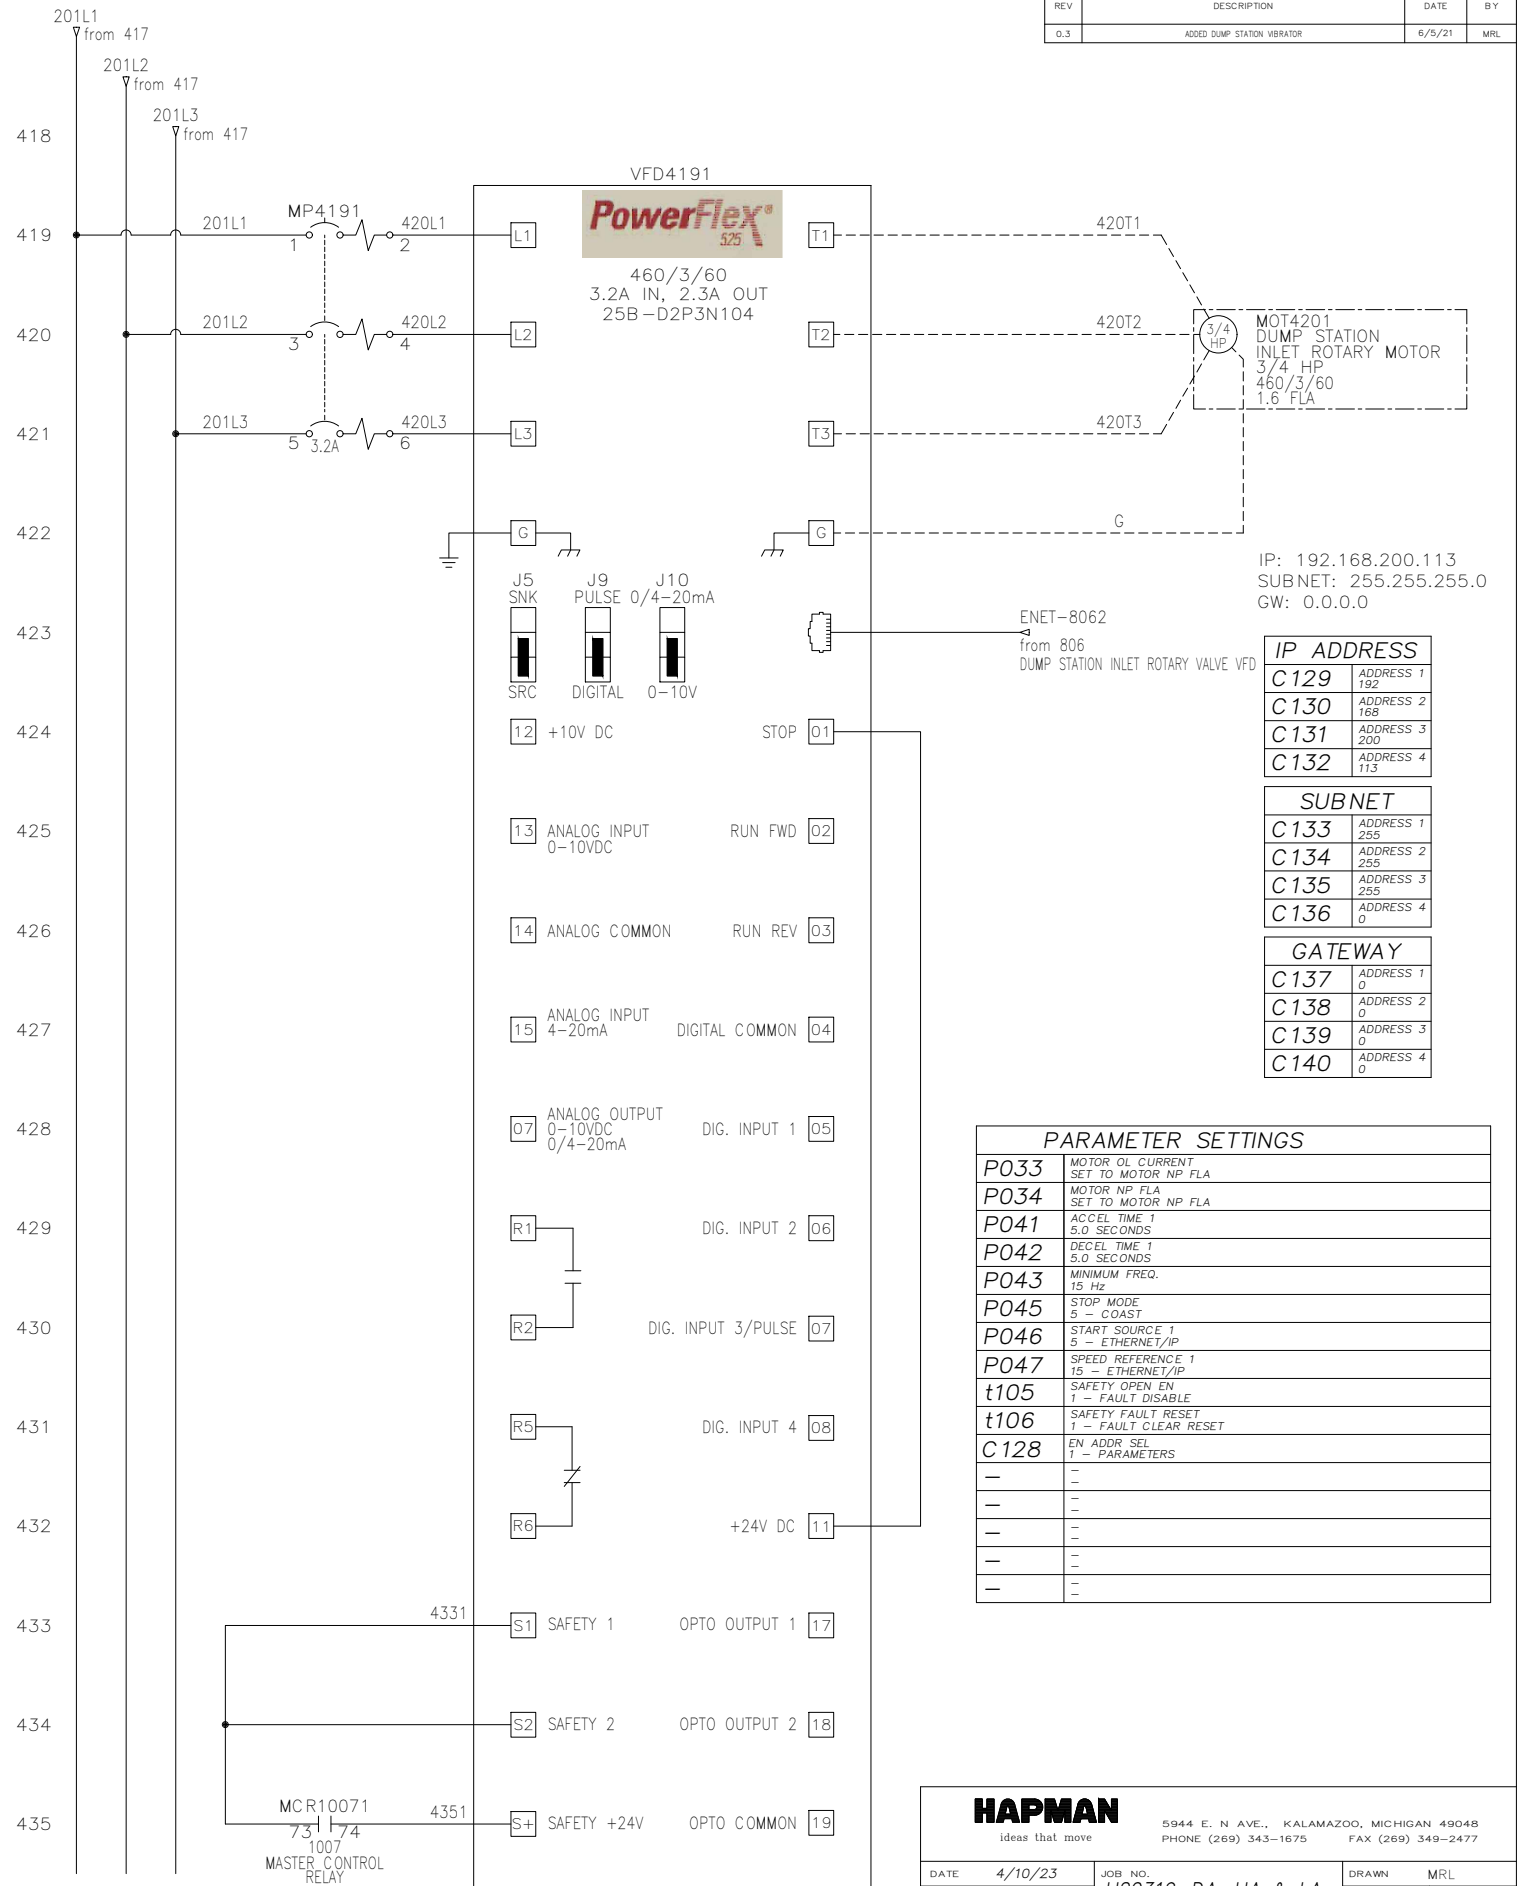 REV DESCRIPTION DATE BY
0.3 ADDED DUMP STATION VIBRATOR 6/5/21 MRL
201L1
from 417
201L2
from 417
201L3
from 417
418
VFD4191
PowerFlex®
525
460/3/60
3.2A IN, 2.3A OUT
25B-D2P3N104
419
201L1
MP4191
1
2
420L1
L1
T1
420T1
420
201L2
3
4
420L2
L2
T2
420T2
3/4
HP
MOT4201
DUMP STATION
INLET ROTARY MOTOR
3/4 HP
460/3/60
1.6 FLA
421
201L3
5
3.2A
6
420L3
L3
T3
420T3
422
G
G
G
IP: 192.168.200.113
SUBNET: 255.255.255.0
GW: 0.0.0.0
J5
SNK
J9
PULSE
J10
0/4-20mA
423
SRC
DIGITAL
0-10V
ENET-8062
from 806
DUMP STATION INLET ROTARY VALVE VFD
IP ADDRESS
C129 ADDRESS 1
192
C130 ADDRESS 2
168
C131 ADDRESS 3
200
C132 ADDRESS 4
113
SUBNET
C133 ADDRESS 1
255
C134 ADDRESS 2
255
C135 ADDRESS 3
255
C136 ADDRESS 4
0
GATEWAY
C137 ADDRESS 1
0
C138 ADDRESS 2
0
C139 ADDRESS 3
0
C140 ADDRESS 4
0
424
12 +10V DC
STOP 01
425
13 ANALOG INPUT
0-10VDC
RUN FWD 02
426
14 ANALOG COMMON
RUN REV 03
427
15 ANALOG INPUT
4-20mA
DIGITAL COMMON 04
428
07 ANALOG OUTPUT
0-10VDC
0/4-20mA
DIG. INPUT 1 05
429
R1
DIG. INPUT 2 06
430
R2
DIG. INPUT 3/PULSE 07
431
R5
DIG. INPUT 4 08
432
R6
+24V DC 11
433
4331
S1 SAFETY 1
OPTO OUTPUT 1 17
434
S2 SAFETY 2
OPTO OUTPUT 2 18
435
MCR10071
73 74
1007
MASTER CONTROL
RELAY
4351
S+ SAFETY +24V
OPTO COMMON 19
PARAMETER SETTINGS
P033 MOTOR OL CURRENT
SET TO MOTOR NP FLA
P034 MOTOR NP FLA
SET TO MOTOR NP FLA
P041 ACCEL TIME 1
5.0 SECONDS
P042 DECEL TIME 1
5.0 SECONDS
P043 MINIMUM FREQ.
15 Hz
P045 STOP MODE
5 - COAST
P046 START SOURCE 1
5 - ETHERNET/IP
P047 SPEED REFERENCE 1
15 - ETHERNET/IP
t105 SAFETY OPEN EN
1 - FAULT DISABLE
t106 SAFETY FAULT RESET
1 - FAULT CLEAR RESET
C128 EN ADDR SEL
1 - PARAMETERS
- -
-
- -
-
- -
-
- -
-
- -
-
HAPMAN
ideas that move
5944 E. N AVE., KALAMAZOO, MICHIGAN 49048
PHONE (269) 343-1675 FAX (269) 349-2477
DATE 4/10/23
JOB NO.
DRAWN MRL